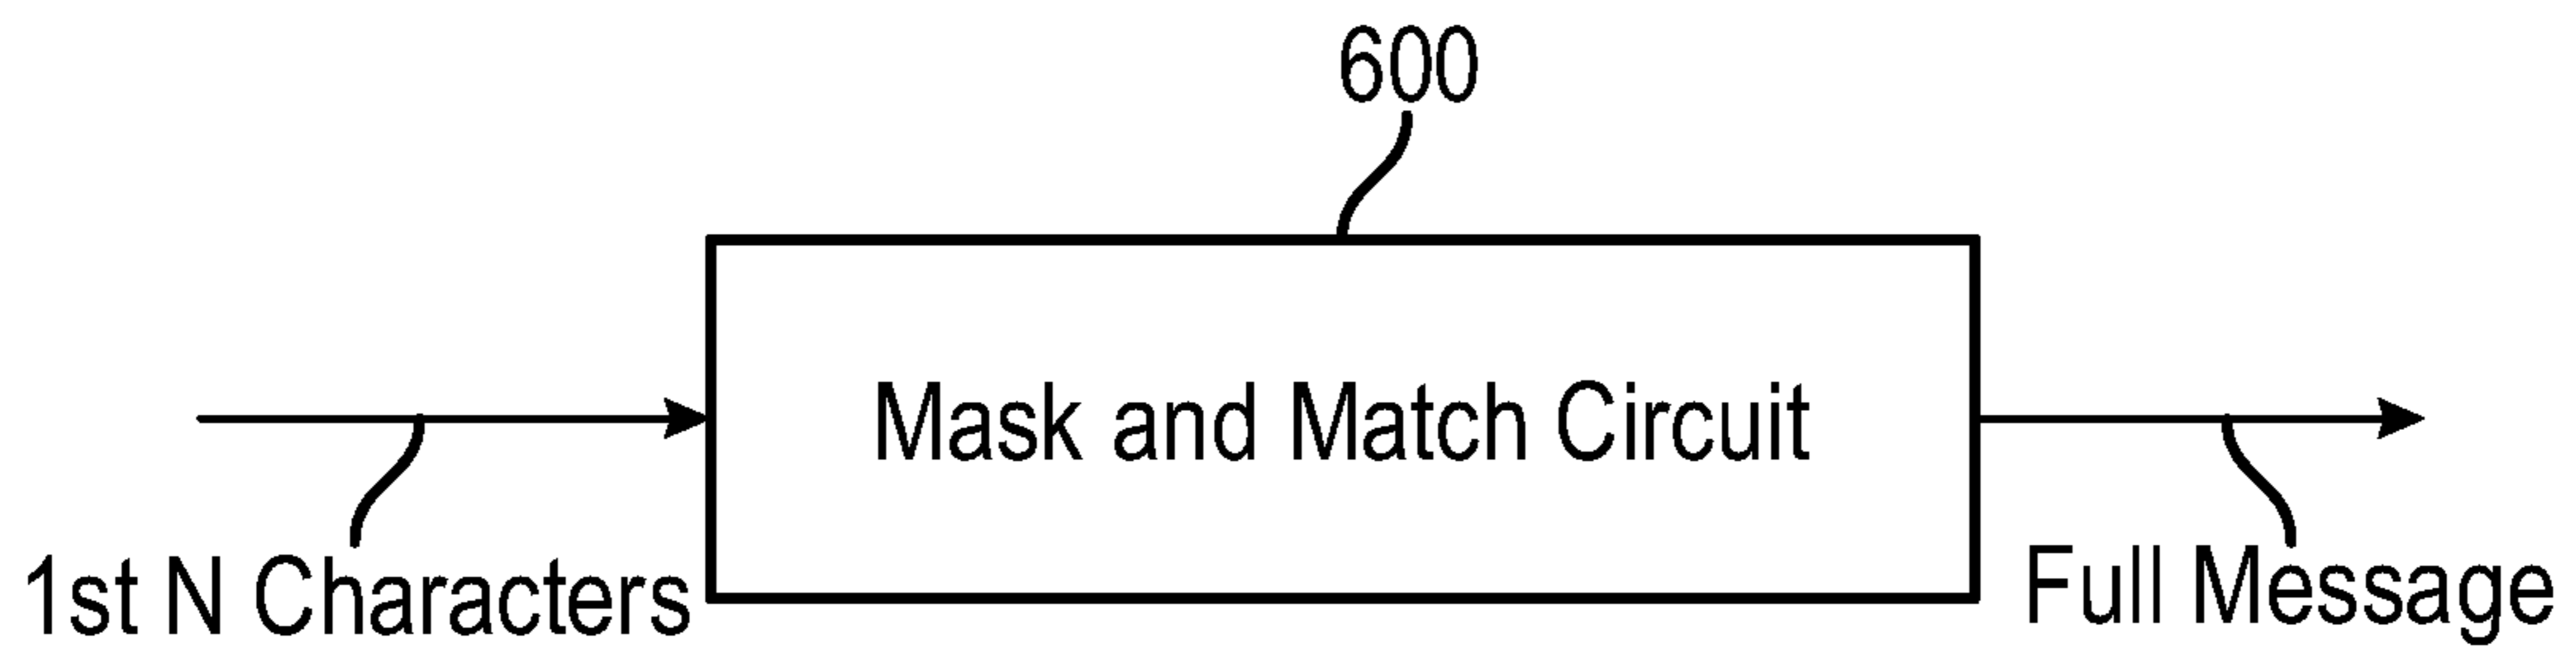 600
Mask and Match Circuit
1st N Characters
Full Message